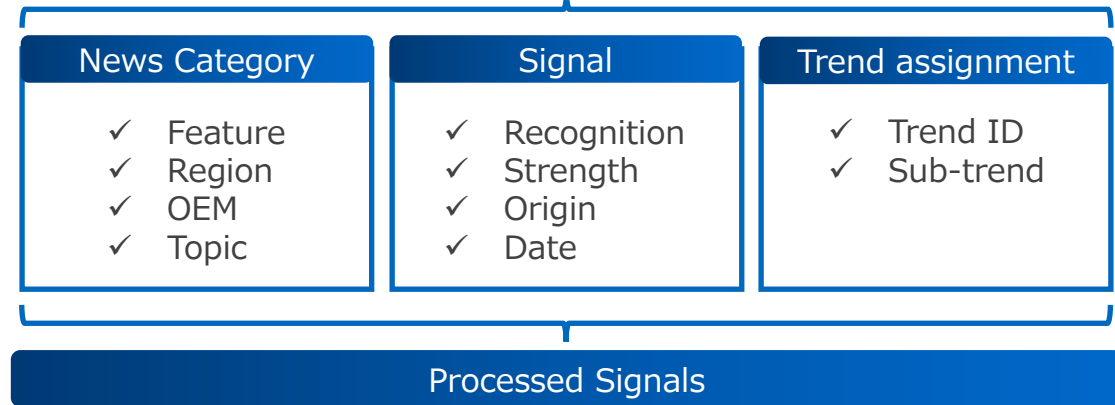 News Category
✓ Feature
✓ Region
✓ OEM
✓ Topic
Signal
✓ Recognition
✓ Strength
✓ Origin
✓ Date
Trend assignment
✓ Trend ID
✓ Sub-trend
Processed Signals